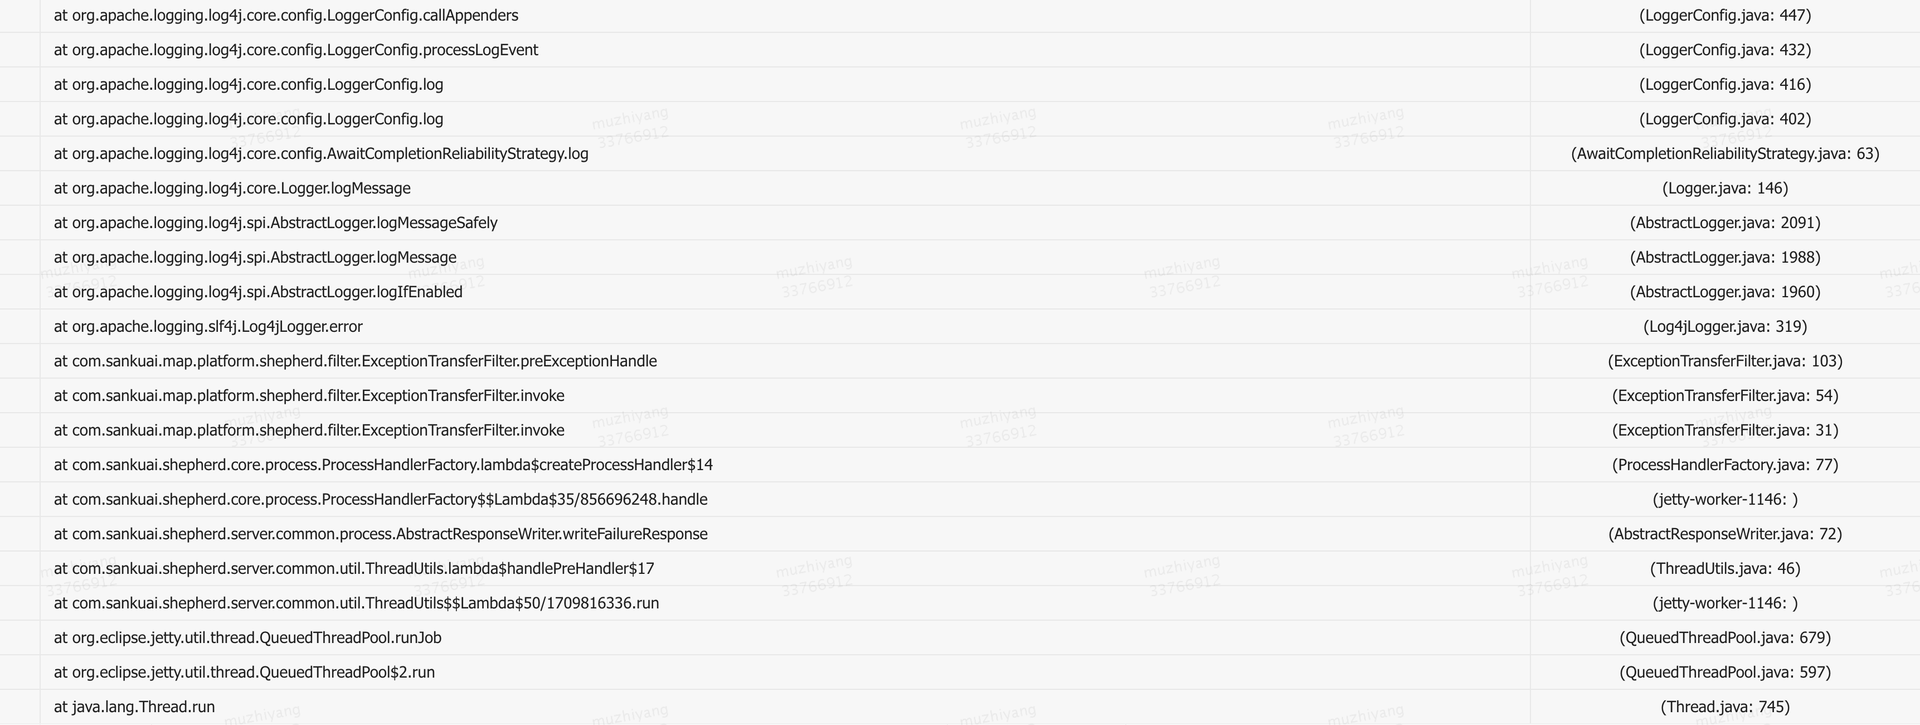 at org.apache.logging.log4j.core.config.LoggerConfig.callAppenders (LoggerConfig.java: 447)
at org.apache.logging.log4j.core.config.LoggerConfig.processLogEvent (LoggerConfig.java: 432)
at org.apache.logging.log4j.core.config.LoggerConfig.log (LoggerConfig.java: 416)
at org.apache.logging.log4j.core.config.LoggerConfig.log (LoggerConfig.java: 402)
at org.apache.logging.log4j.core.config.AwaitCompletionReliabilityStrategy.log (AwaitCompletionReliabilityStrategy.java: 63)
at org.apache.logging.log4j.core.Logger.logMessage (Logger.java: 146)
at org.apache.logging.log4j.spi.AbstractLogger.logMessageSafely (AbstractLogger.java: 2091)
at org.apache.logging.log4j.spi.AbstractLogger.logMessage (AbstractLogger.java: 1988)
at org.apache.logging.log4j.spi.AbstractLogger.logIfEnabled (AbstractLogger.java: 1960)
at org.apache.logging.slf4j.Log4jLogger.error (Log4jLogger.java: 319)
at com.sankuai.map.platform.shepherd.filter.ExceptionTransferFilter.preExceptionHandle (ExceptionTransferFilter.java: 103)
at com.sankuai.map.platform.shepherd.filter.ExceptionTransferFilter.invoke (ExceptionTransferFilter.java: 54)
at com.sankuai.map.platform.shepherd.filter.ExceptionTransferFilter.invoke (ExceptionTransferFilter.java: 31)
at com.sankuai.shepherd.core.process.ProcessHandlerFactory.lambda$createProcessHandler$14 (ProcessHandlerFactory.java: 77)
at com.sankuai.shepherd.core.process.ProcessHandlerFactory$$Lambda$35/856696248.handle (jetty-worker-1146: )
at com.sankuai.shepherd.server.common.process.AbstractResponseWriter.writeFailureResponse (AbstractResponseWriter.java: 72)
at com.sankuai.shepherd.server.common.util.ThreadUtils.lambda$handlePreHandler$17 (ThreadUtils.java: 46)
at com.sankuai.shepherd.server.common.util.ThreadUtils$$Lambda$50/1709816336.run (jetty-worker-1146: )
at org.eclipse.jetty.util.thread.QueuedThreadPool.runJob (QueuedThreadPool.java: 679)
at org.eclipse.jetty.util.thread.QueuedThreadPool$2.run (QueuedThreadPool.java: 597)
at java.lang.Thread.run (Thread.java: 745)
muzhiyang
33766912